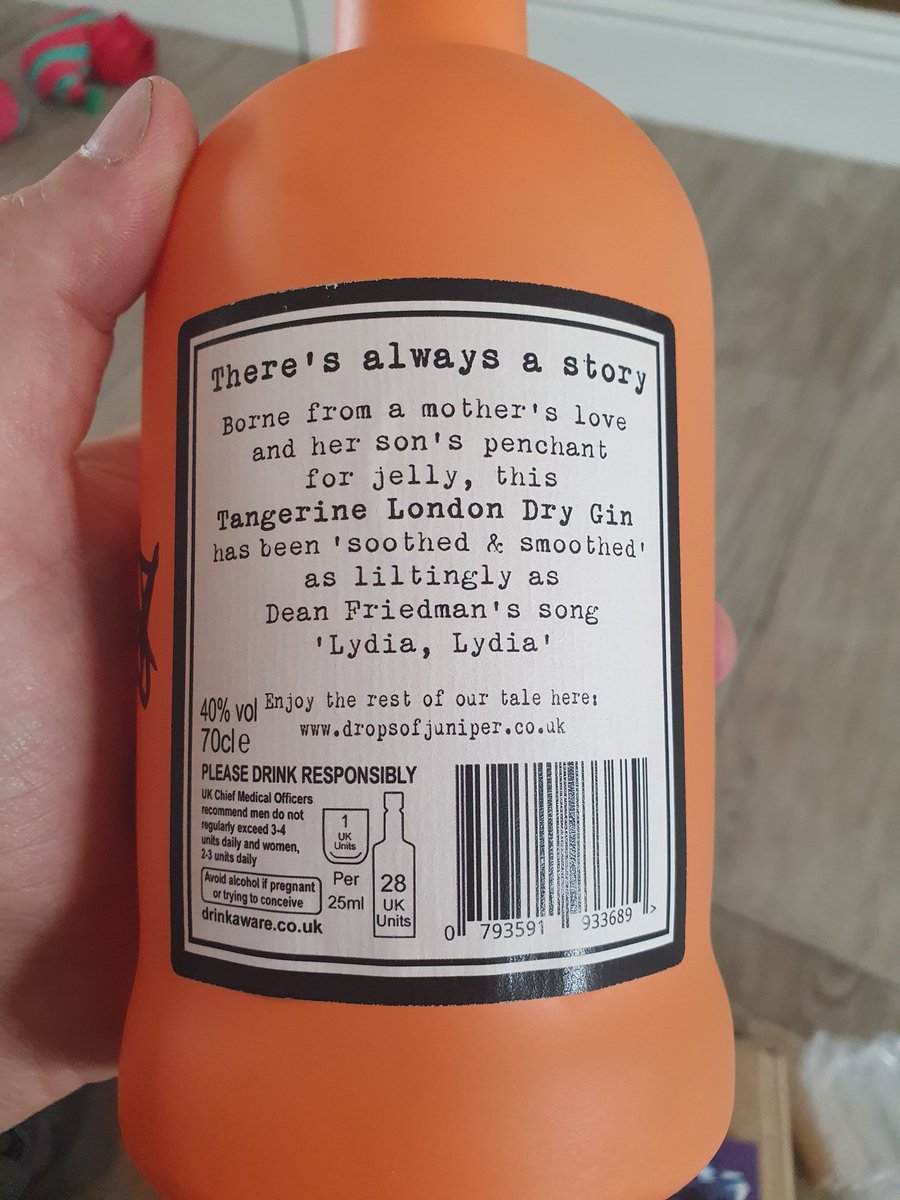 There's always a story
Borne from a mother's love
and her son's penchant
for jelly, this
Tangerine London Dry Gin
has been 'soothed & smoothed'
as liltingly as
Dean Friedman's song
'Lydia, Lydia'
Enjoy the rest of our tale here:
www.dropsofjuniper.co.uk
40% vol
70cl e
PLEASE DRINK RESPONSIBLY
UK Chief Medical Officers
recommend men do not
regularly exceed 3-4
units daily and women,
2-3 units daily
Avoid alcohol if pregnant
or trying to conceive
drinkaware.co.uk
1
UK
Units
Per
25ml
28
UK
Units
0 793591 933689 >